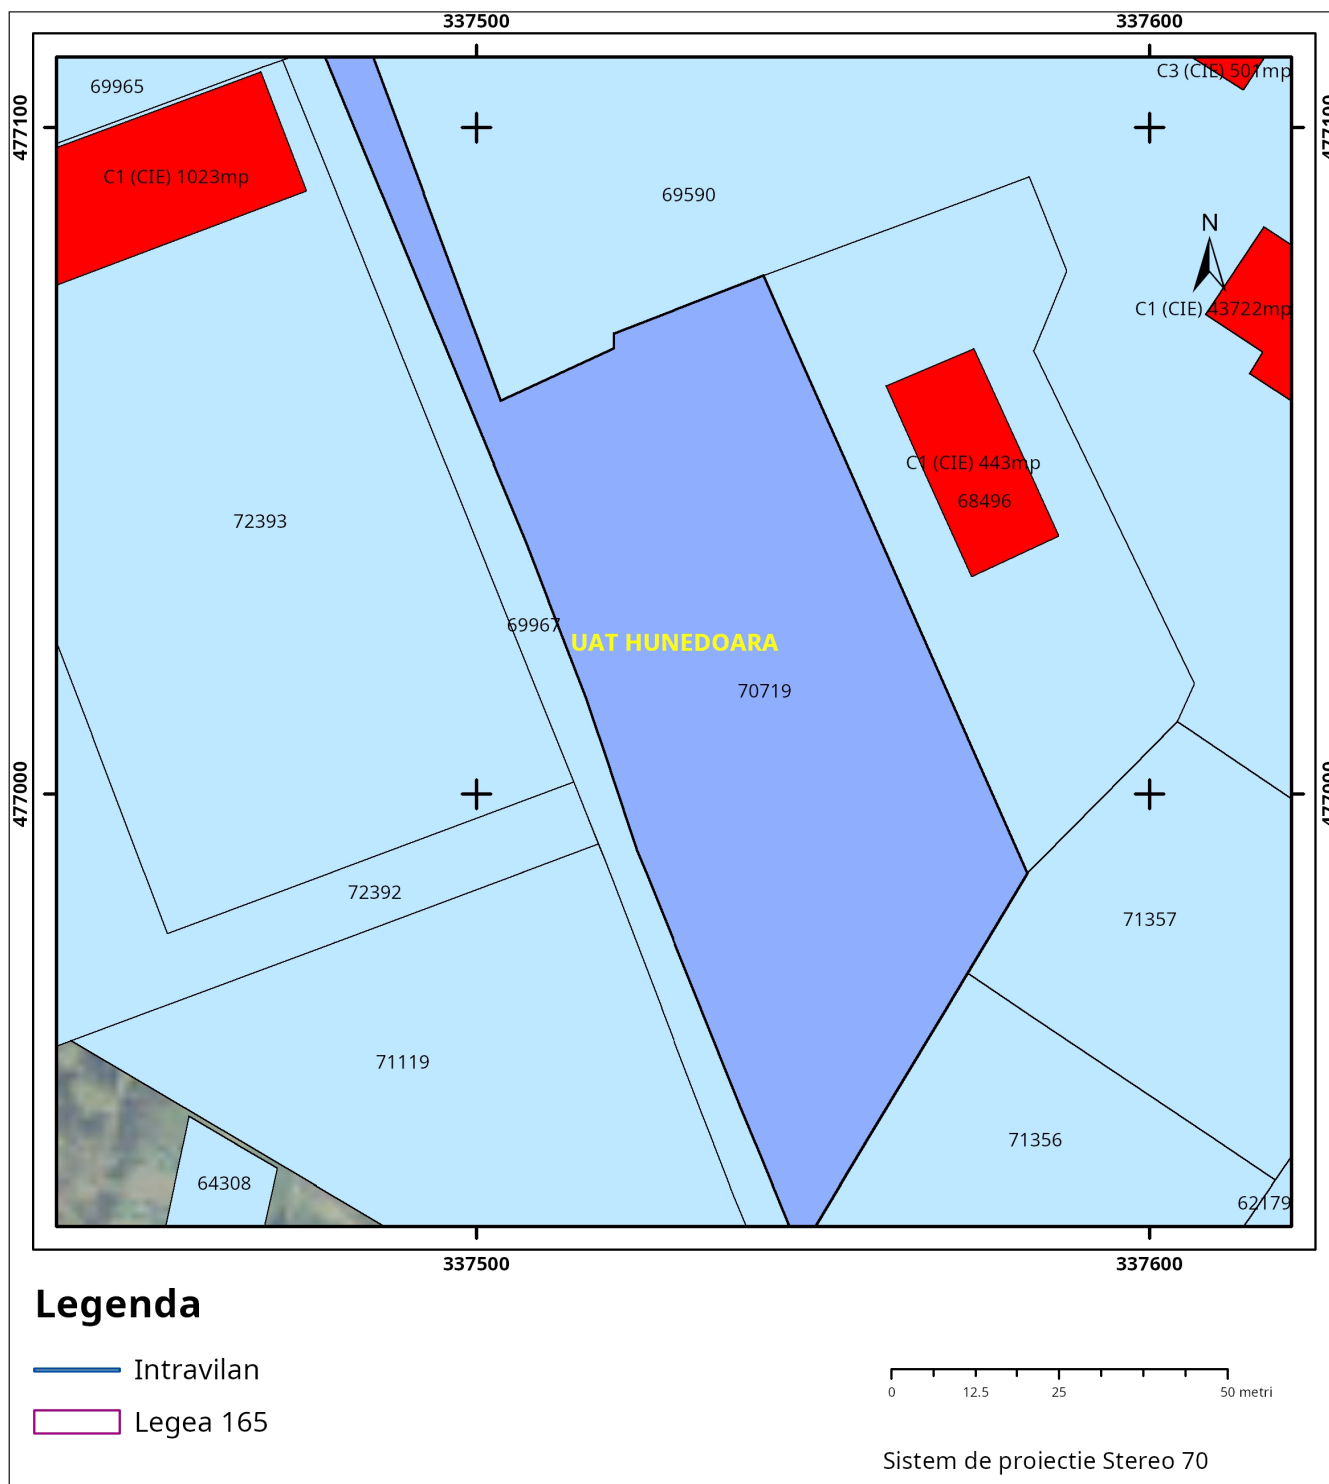 337500
337600
477100
477100
69965
C3 (CIE) 501mp
C1 (CIE) 1023mp
69590
N
C1 (CIE) 43722mp
C1 (CIE) 443mp
68496
72393
69967
UAT HUNEDOARA
70719
477000
477000
72392
71357
71119
71356
64308
62179
337500
337600
Legenda
Intravilan
Legea 165
0
12.5
25
50 metri
Sistem de proiectie Stereo 70